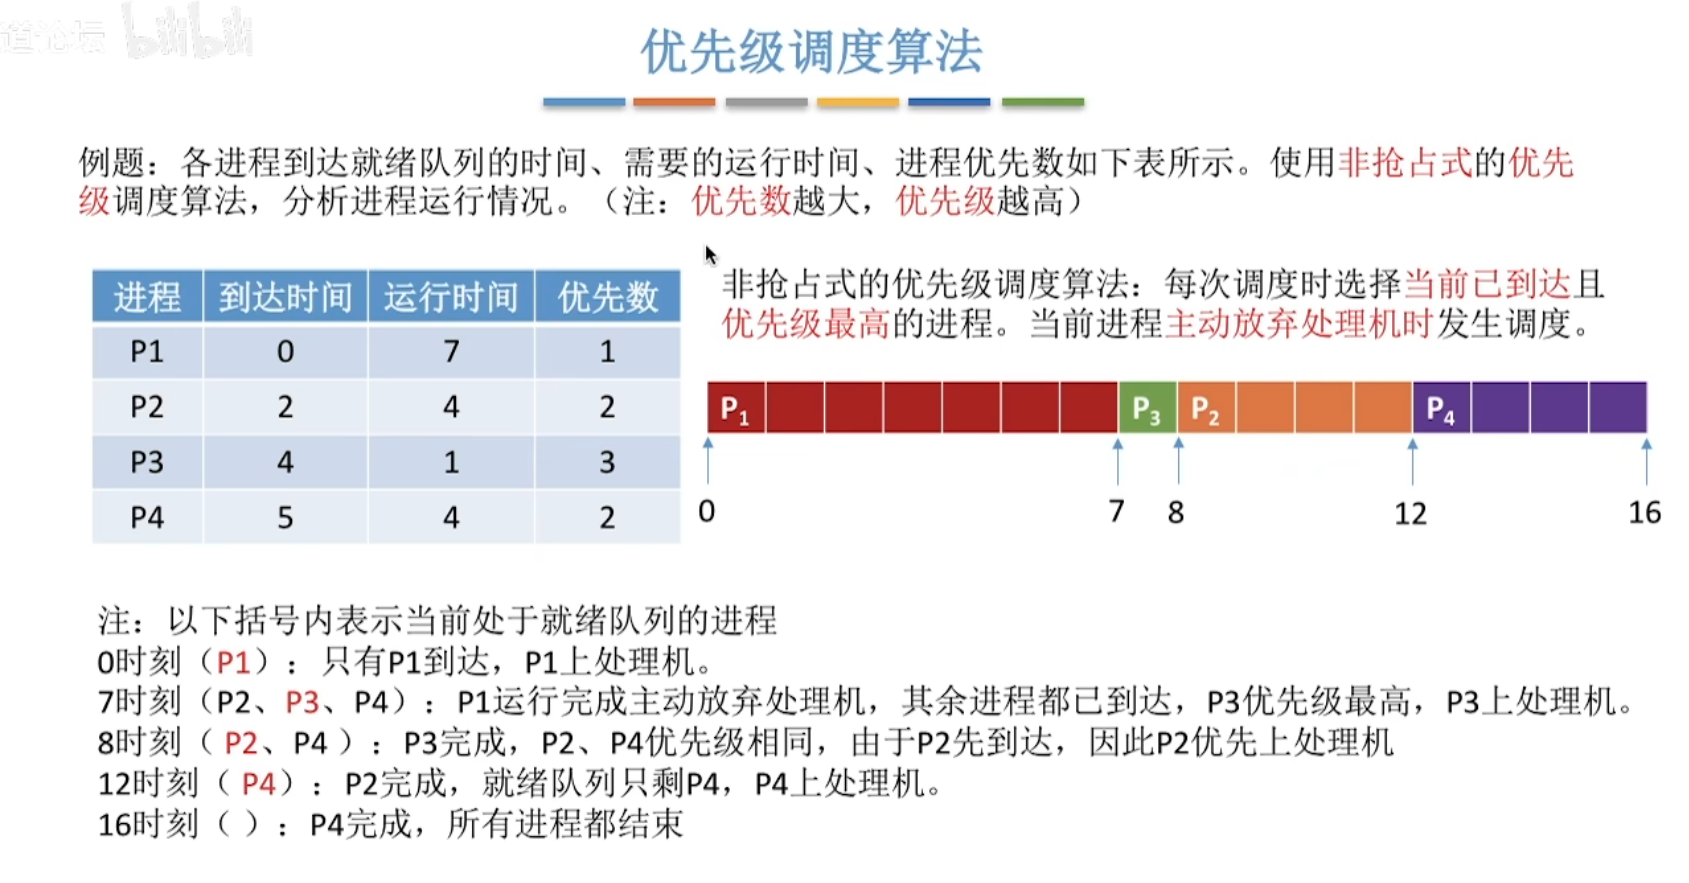 道论坛 bilibili
优先级调度算法
例题：各进程到达就绪队列的时间、需要的运行时间、进程优先数如下表所示。使用非抢占式的优先
级调度算法，分析进程运行情况。（注：优先数越大，优先级越高）
进程 到达时间 运行时间 优先数
P1 0 7 1
P2 2 4 2
P3 4 1 3
P4 5 4 2
非抢占式的优先级调度算法：每次调度时选择当前已到达且
优先级最高的进程。当前进程主动放弃处理机时发生调度。
P1 P3 P2 P4
0 7 8 12 16
注：以下括号内表示当前处于就绪队列的进程
0时刻（P1）：只有P1到达，P1上处理机。
7时刻（P2、P3、P4）：P1运行完成主动放弃处理机，其余进程都已到达，P3优先级最高，P3上处理机。
8时刻（ P2、P4 ）：P3完成，P2、P4优先级相同，由于P2先到达，因此P2优先上处理机
12时刻（ P4）：P2完成，就绪队列只剩P4，P4上处理机。
16时刻（ ）：P4完成，所有进程都结束